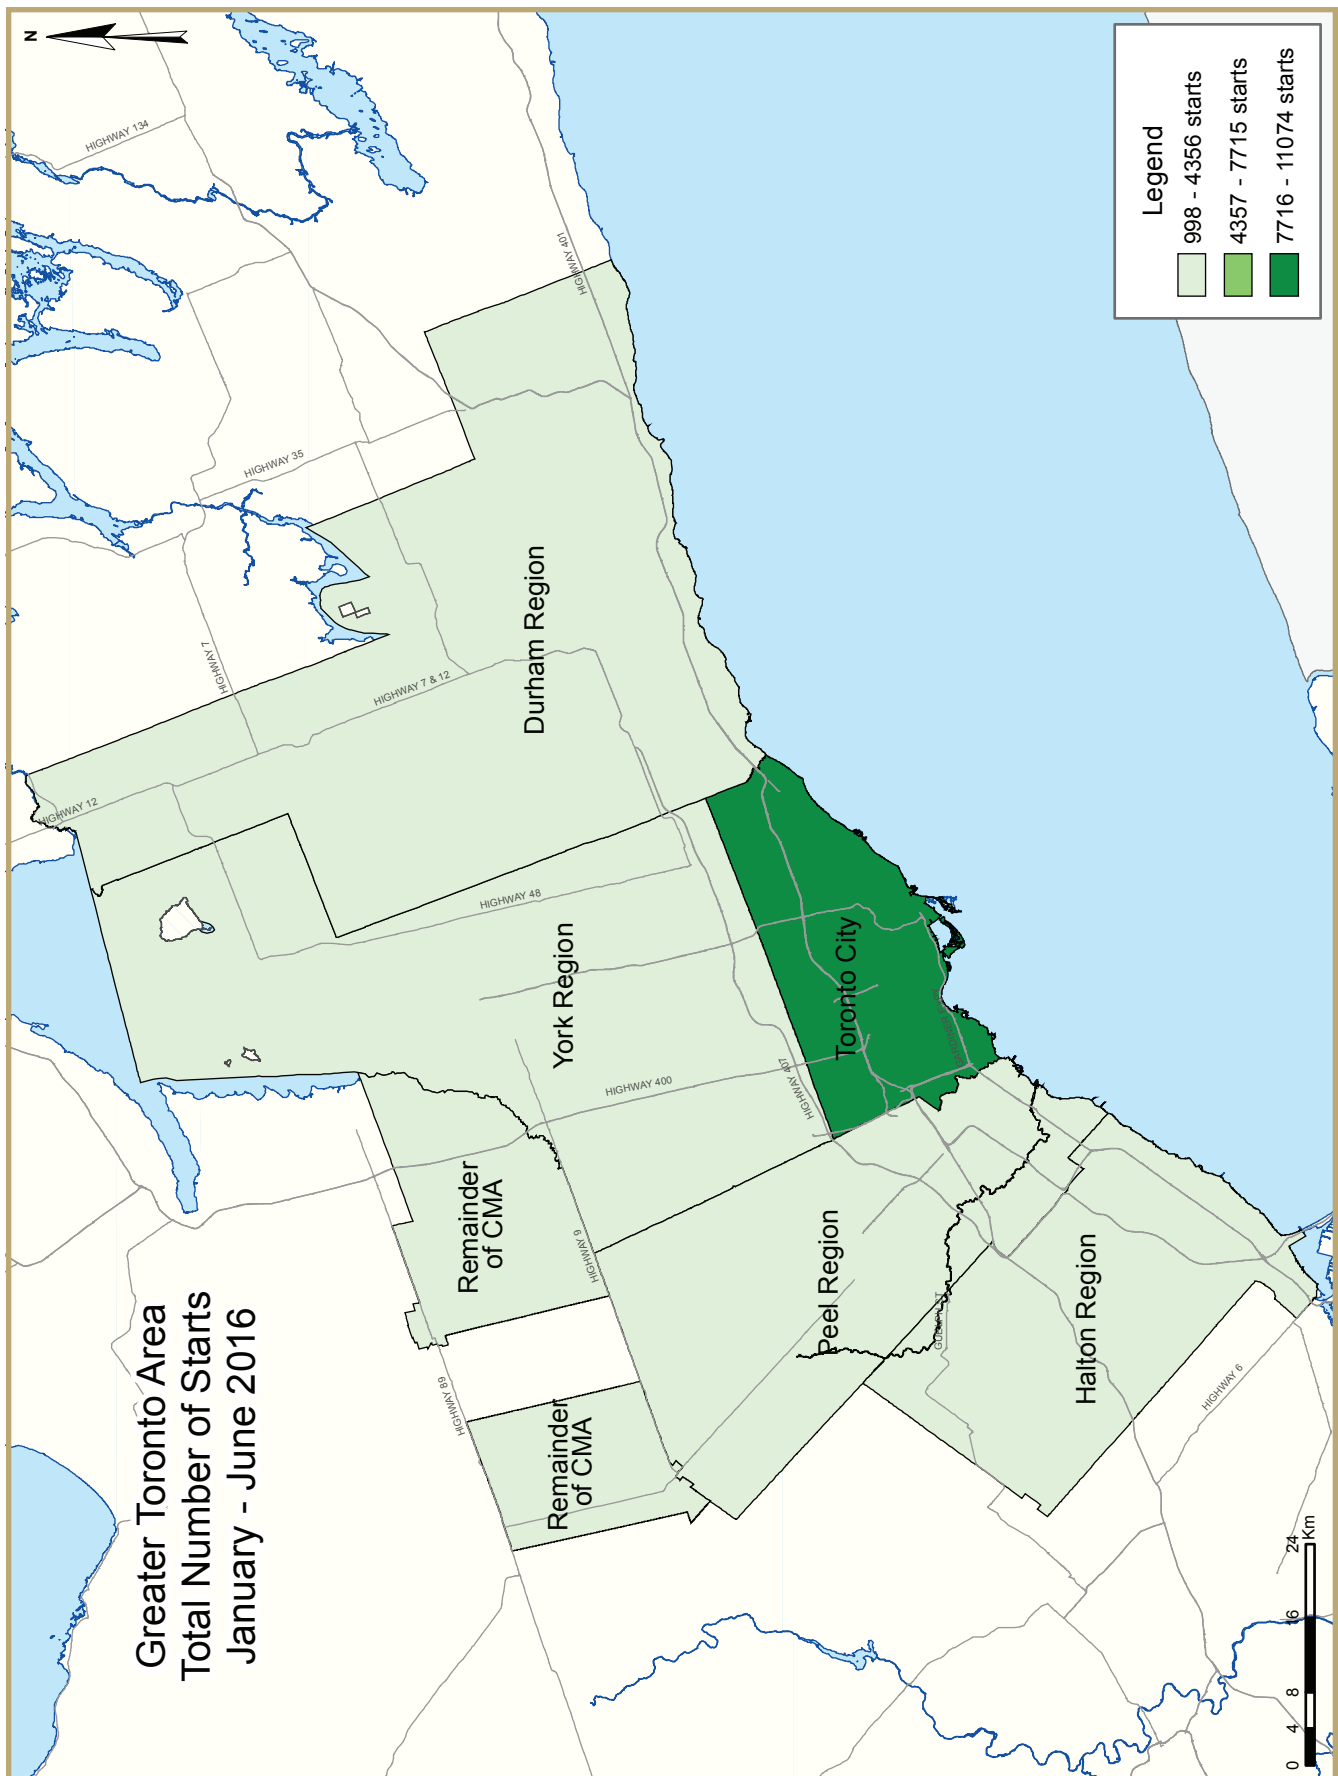 Greater Toronto Area
Total Number of Starts
January - June 2016
N
HIGHWAY 134
HIGHWAY 401
HIGHWAY 35
HIGHWAY 7
HIGHWAY 7 & 12
HIGHWAY 12
Durham Region
HIGHWAY 48
York Region
HIGHWAY 400
HIGHWAY 407
Toronto City
Remainder
of CMA
HIGHWAY 9
HIGHWAY 89
Remainder
of CMA
Peel Region
Halton Region
HIGHWAY 6
Legend
998 - 4356 starts
4357 - 7715 starts
7716 - 11074 starts
0 4 8 16 24
Km